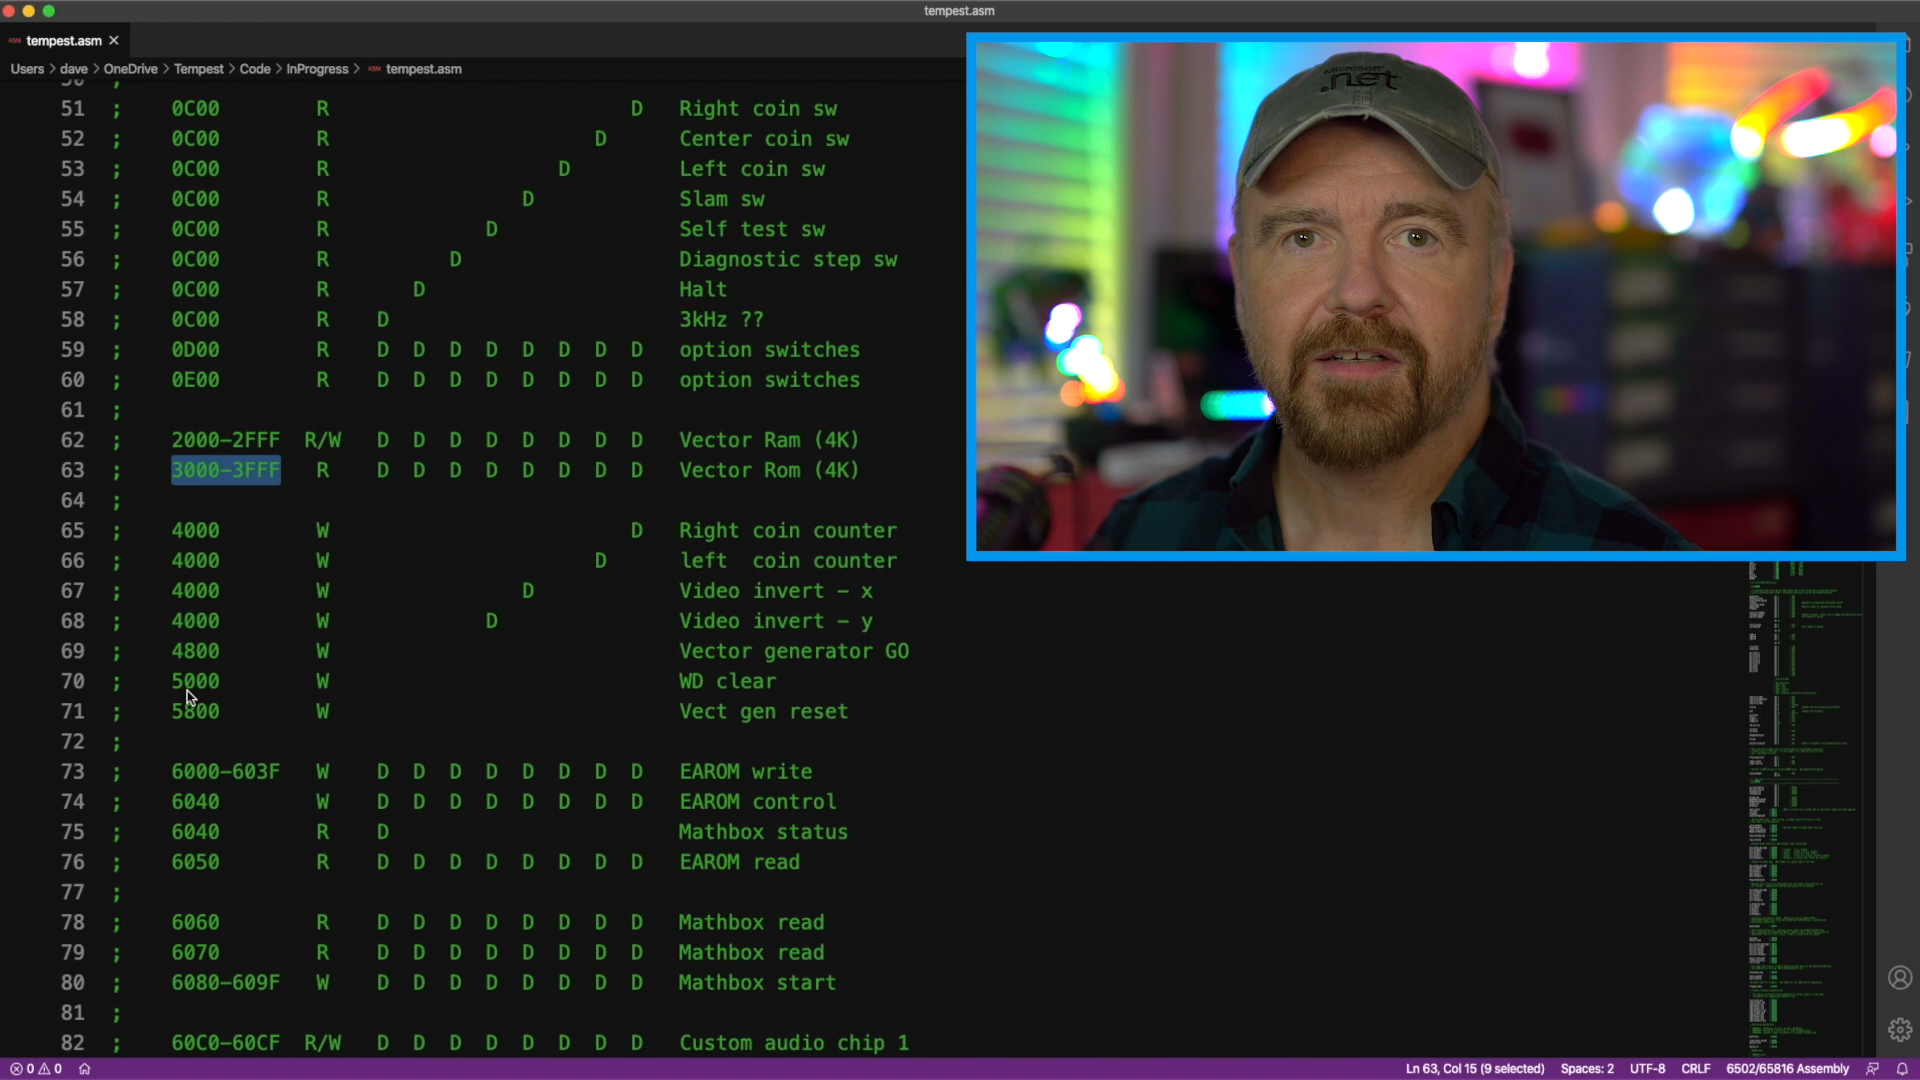 tempest.asm
ASM tempest.asm ×
Users > dave > OneDrive > Tempest > Code > InProgress > ASM tempest.asm
50 ;
51 ; 0C00 R D Right coin sw
52 ; 0C00 R D Center coin sw
53 ; 0C00 R D Left coin sw
54 ; 0C00 R D Slam sw
55 ; 0C00 R D Self test sw
56 ; 0C00 R D Diagnostic step sw
57 ; 0C00 R D Halt
58 ; 0C00 R D 3kHz ??
59 ; 0D00 R D D D D D D D D option switches
60 ; 0E00 R D D D D D D D D option switches
61 ;
62 ; 2000-2FFF R/W D D D D D D D D Vector Ram (4K)
63 ; 3000-3FFF R D D D D D D D D Vector Rom (4K)
64 ;
65 ; 4000 W D Right coin counter
66 ; 4000 W D left  coin counter
67 ; 4000 W D Video invert - x
68 ; 4000 W D Video invert - y
69 ; 4800 W Vector generator GO
70 ; 5000 W WD clear
71 ; 5800 W Vect gen reset
72 ;
73 ; 6000-603F W D D D D D D D D EAROM write
74 ; 6040 W D D D D D D D D EAROM control
75 ; 6040 R D Mathbox status
76 ; 6050 R D D D D D D D D EAROM read
77 ;
78 ; 6060 R D D D D D D D D Mathbox read
79 ; 6070 R D D D D D D D D Mathbox read
80 ; 6080-609F W D D D D D D D D Mathbox start
81 ;
82 ; 60C0-60CF R/W D D D D D D D D Custom audio chip 1
Microsoft
.net
0 0 Ln 63, Col 15 (9 selected) Spaces: 2 UTF-8 CRLF 6502/65816 Assembly